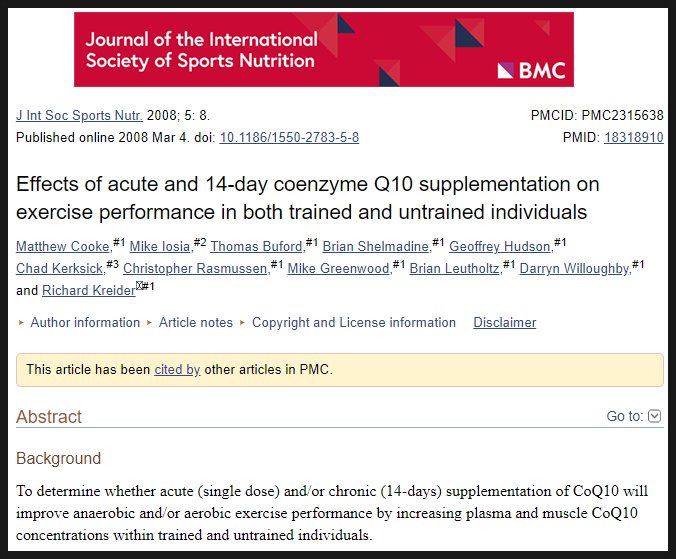 Journal of the International
Society of Sports Nutrition
BMC
J Int Soc Sports Nutr. 2008; 5: 8.
PMCID: PMC2315638
Published online 2008 Mar 4. doi: 10.1186/1550-2783-5-8
PMID: 18318910
Effects of acute and 14-day coenzyme Q10 supplementation on
exercise performance in both trained and untrained individuals
Matthew Cooke,#1 Mike Iosia,#2 Thomas Buford,#1 Brian Shelmadine,#1 Geoffrey Hudson,#1
Chad Kerksick,#3 Christopher Rasmussen,#1 Mike Greenwood,#1 Brian Leutholtz,#1 Darryn Willoughby,#1
and Richard Kreider#1
Author information Article notes Copyright and License information Disclaimer
This article has been cited by other articles in PMC.
Abstract
Go to:
Background
To determine whether acute (single dose) and/or chronic (14-days) supplementation of CoQ10 will
improve anaerobic and/or aerobic exercise performance by increasing plasma and muscle CoQ10
concentrations within trained and untrained individuals.